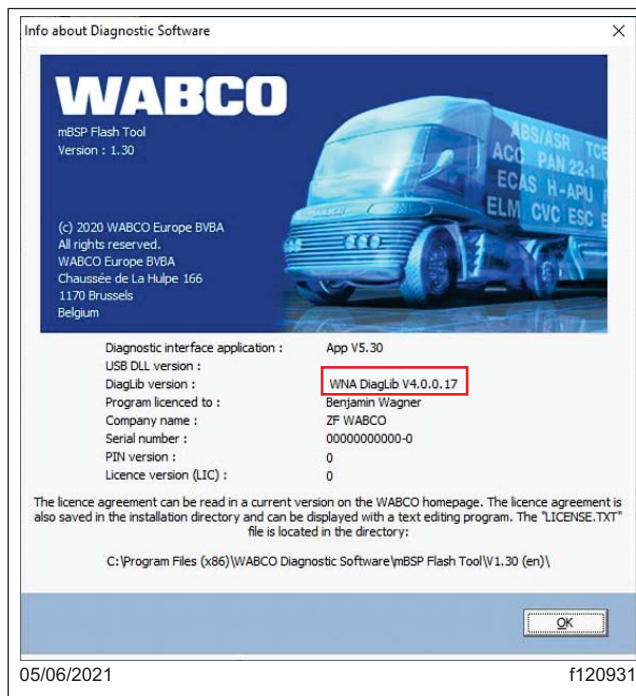 Info about Diagnostic Software
WABCO
mBSP Flash Tool
Version : 1.30
ABS/ASR TCE
ACC PAN 22-1
ECAS H-APU
ELM CVC ESC
(c) 2020 WABCO Europe BVBA
All rights reserved.
WABCO Europe BVBA
Chaussée de La Hulpe 166
1170 Brussels
Belgium
Diagnostic interface application : App V5.30
USB DLL version :
DiagLib version : WNA DiagLib V4.0.0.17
Program licenced to : Benjamin Wagner
Company name : ZF WABCO
Serial number : 00000000000-0
PIN version : 0
Licence version (LIC) : 0
The licence agreement can be read in a current version on the WABCO homepage. The licence agreement is
also saved in the installation directory and can be displayed with a text editing program. The "LICENSE.TXT"
file is located in the directory:
C:\Program Files (x86)\WABCO Diagnostic Software\mBSP Flash Tool\V1.30 (en)\
OK
05/06/2021 f120931